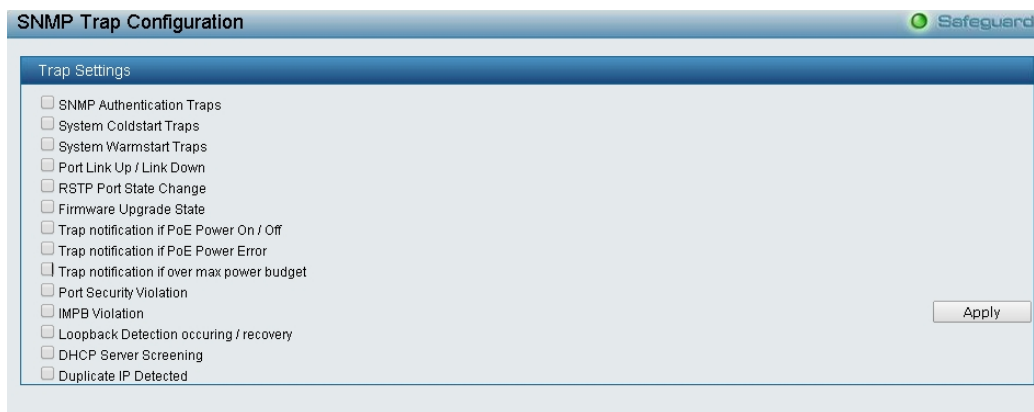 SNMP Trap Configuration
Safeguard
Trap Settings
SNMP Authentication Traps
System Coldstart Traps
System Warmstart Traps
Port Link Up / Link Down
RSTP Port State Change
Firmware Upgrade State
Trap notification if PoE Power On / Off
Trap notification if PoE Power Error
Trap notification if over max power budget
Port Security Violation
IMPB Violation
Apply
Loopback Detection occuring / recovery
DHCP Server Screening
Duplicate IP Detected